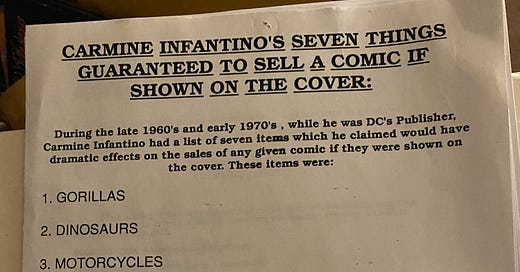 CARMINE INFANTINO'S SEVEN THINGS
GUARANTEED TO SELL A COMIC IF
SHOWN ON THE COVER:
During the late 1960's and early 1970's , while he was DC's Publisher,
Carmine Infantino had a list of seven items which he claimed would have
dramatic effects on the sales of any given comic if they were shown on
the cover. These items were:
1. GORILLAS
2. DINOSAURS
3. MOTORCYCLES